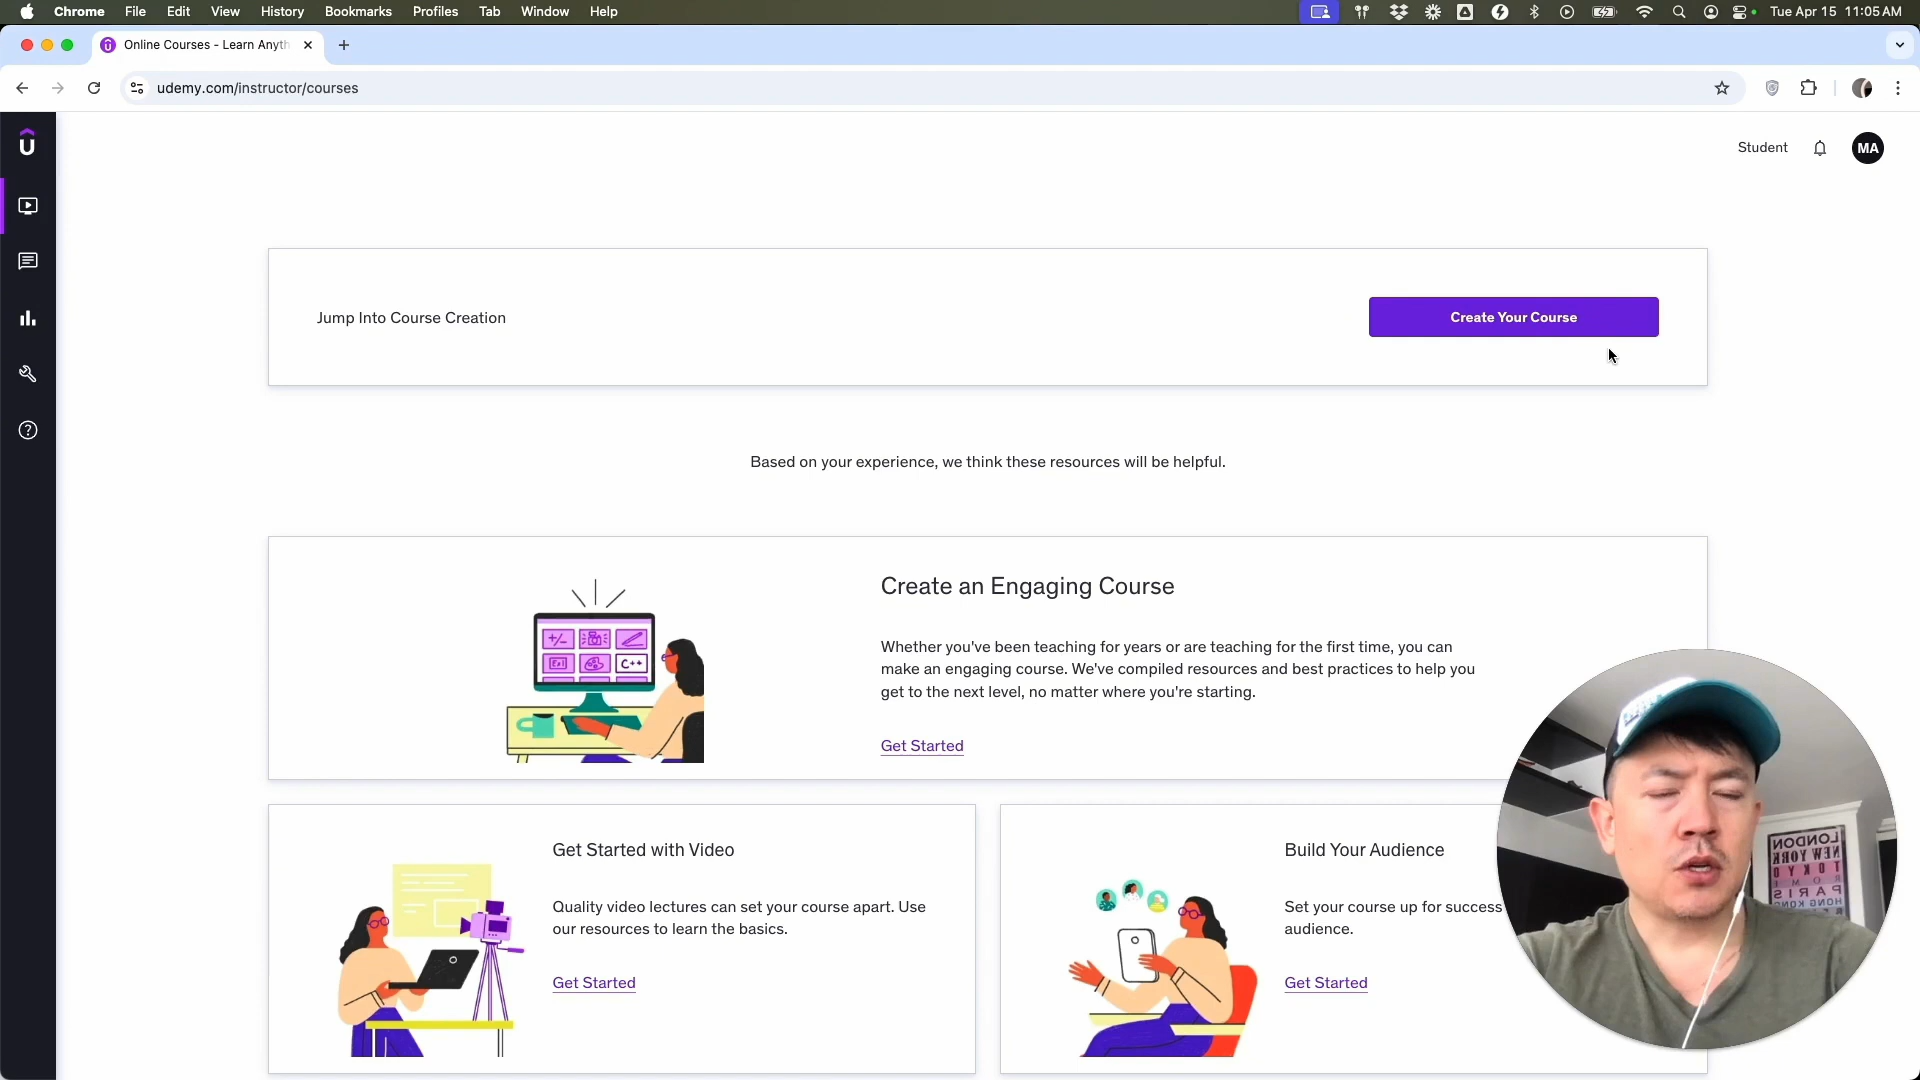 Chrome File Edit View History Bookmarks Profiles Tab Window Help Tue Apr 15 11:05 AM
Online Courses - Learn Anyth
udemy.com/instructor/courses
Student
MA
Jump Into Course Creation
Create Your Course
Based on your experience, we think these resources will be helpful.
C++
Create an Engaging Course
Whether you've been teaching for years or are teaching for the first time, you can
make an engaging course. We've compiled resources and best practices to help you
get to the next level, no matter where you're starting.
Get Started
Get Started with Video
Quality video lectures can set your course apart. Use
our resources to learn the basics.
Get Started
Build Your Audience
Set your course up for success
audience.
Get Started
LONDON
NEW YORK
TOKYO
ROME
PARIS
HONG KONG